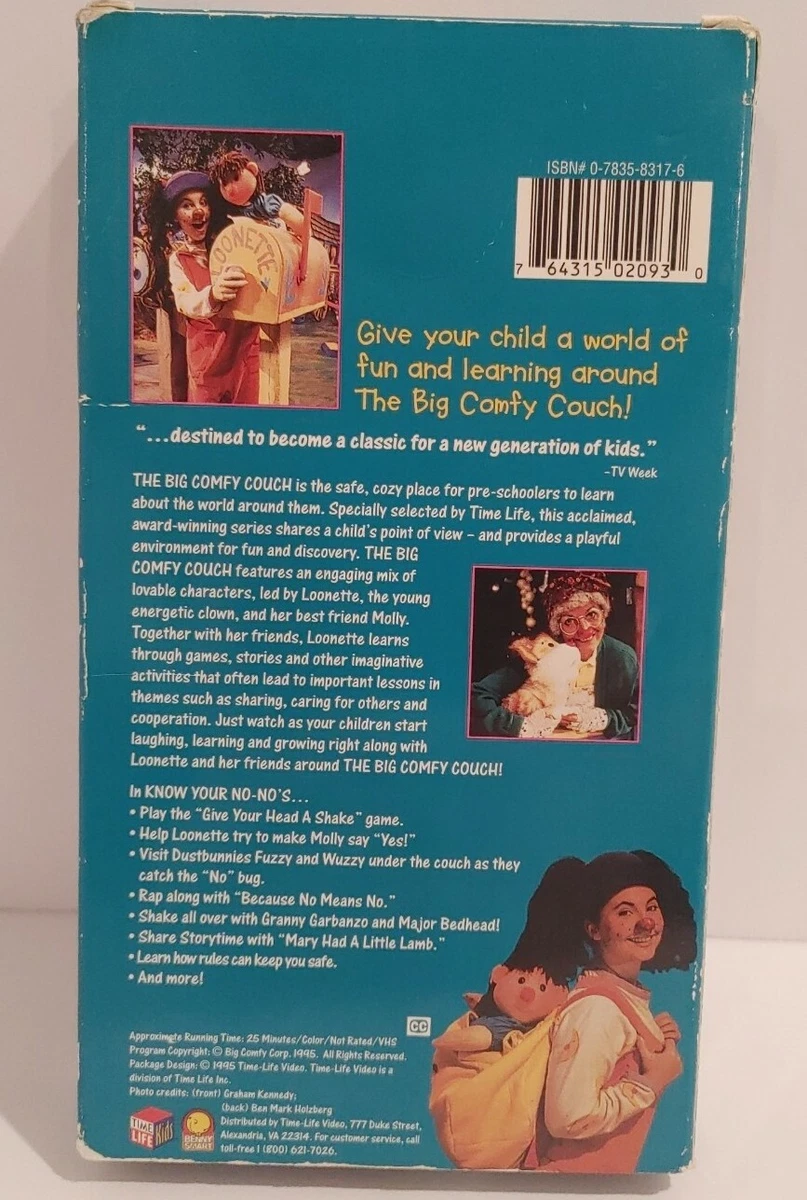 LOONETTE
ISBN# 0-7835-8317-6
7 64315 02093 0
Give your child a world of
fun and learning around
The Big Comfy Couch!
“...destined to become a classic for a new generation of kids.”
-TV Week
THE BIG COMFY COUCH is the safe, cozy place for pre-schoolers to learn
about the world around them. Specially selected by Time Life, this acclaimed,
award-winning series shares a child's point of view – and provides a playful
environment for fun and discovery. THE BIG
COMFY COUCH features an engaging mix of
lovable characters, led by Loonette, the young
energetic clown, and her best friend Molly.
Together with her friends, Loonette learns
through games, stories and other imaginative
activities that often lead to important lessons in
themes such as sharing, caring for others and
cooperation. Just watch as your children start
laughing, learning and growing right along with
Loonette and her friends around THE BIG COMFY COUCH!
In KNOW YOUR NO-NO'S...
• Play the “Give Your Head A Shake” game.
• Help Loonette try to make Molly say “Yes!”
• Visit Dustbunnies Fuzzy and Wuzzy under the couch as they
catch the “No” bug.
• Rap along with “Because No Means No.”
• Shake all over with Granny Garbanzo and Major Bedhead!
• Share Storytime with “Mary Had A Little Lamb.”
• Learn how rules can keep you safe.
• And more!
CC
Approximate Running Time: 25 Minutes/Color/Not Rated/VHS
Program Copyright: © Big Comfy Corp. 1995. All Rights Reserved.
Package Design: © 1995 Time-Life Video. Time-Life Video is a
division of Time Life Inc.
Photo credits: (front) Graham Kennedy;
(back) Ben Mark Holzberg
Distributed by Time-Life Video, 777 Duke Street,
Alexandria, VA 22314. For customer service, call
toll-free 1 (800) 621-7026.
TIME LIFE Kids
BENNY SMART